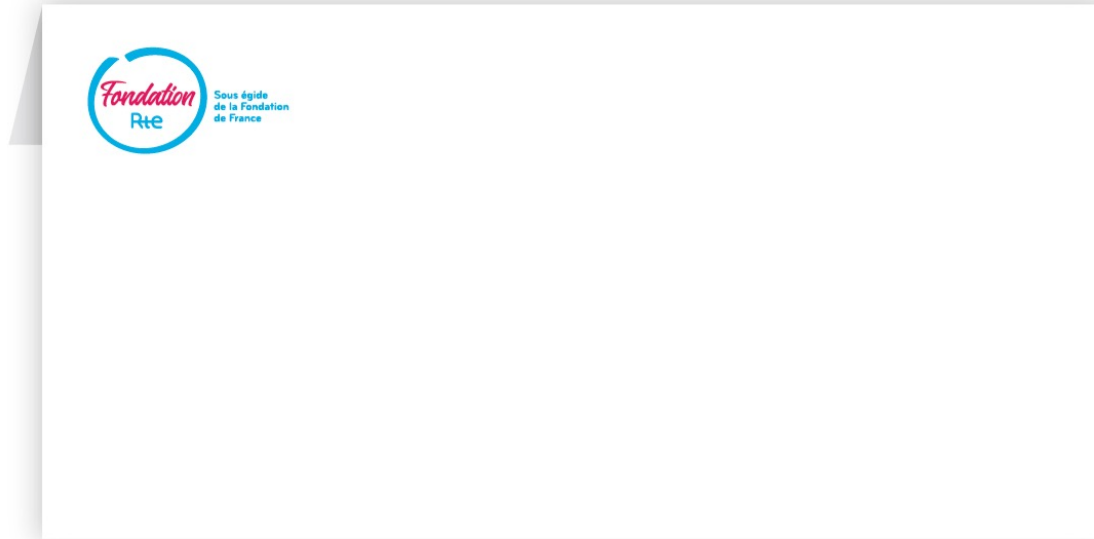 Fondation
Rte
Sous égide
de la Fondation
de France